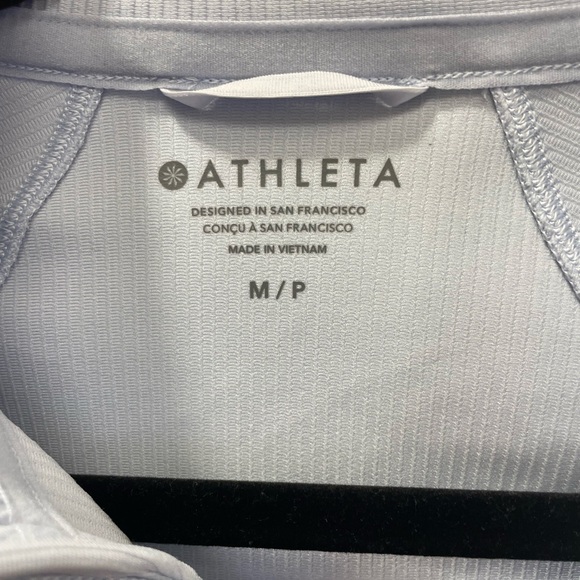 ATHLETA
DESIGNED IN SAN FRANCISCO
CONÇU À SAN FRANCISCO
MADE IN VIETNAM
M / P